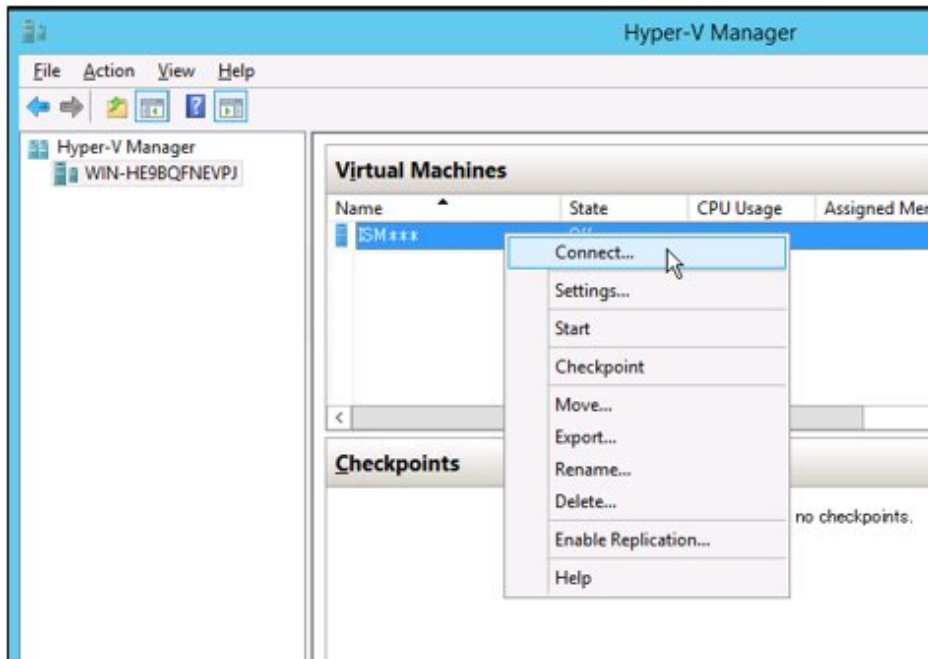 Hyper-V Manager
File Action View Help
Hyper-V Manager
WIN-HE9BQFNEVPJ
Virtual Machines
Name State CPU Usage Assigned Mer
ISM***
Connect...
Settings...
Start
Checkpoint
Move...
Export...
Rename...
Delete...
Enable Replication...
Help
Checkpoints
no checkpoints.